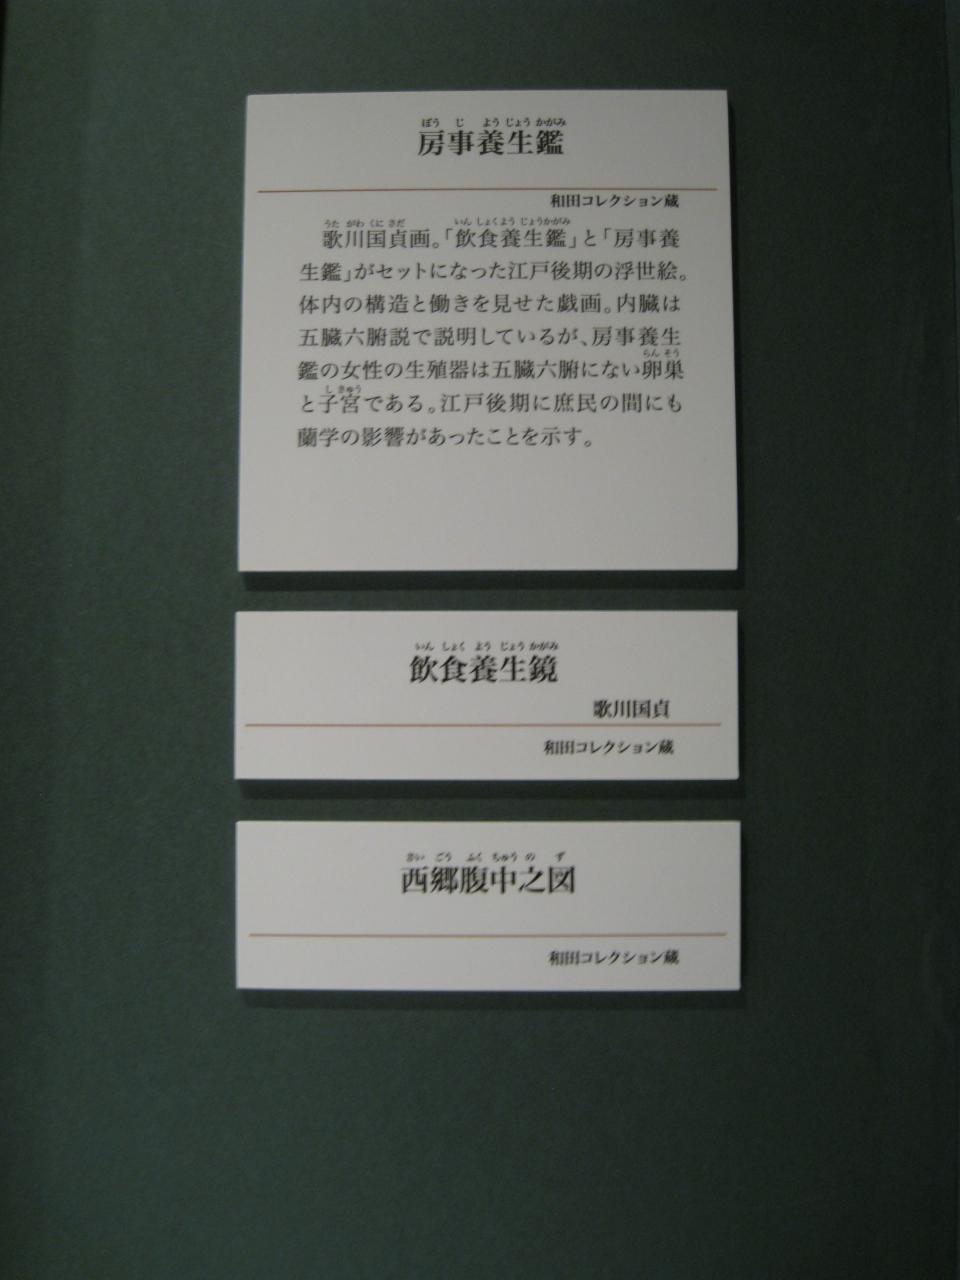 ぼう じ よう じょう かがみ
房事養生鑑
和田コレクション蔵
うた がわ くに さだ いん しょくよう じょうかがみ
歌川国貞画。「飲食養生鑑」と「房事養
生鑑」がセットになった江戸後期の浮世絵。
体内の構造と働きを見せた戯画。内臓は
五臓六腑説で説明しているが、房事養生
らん そう
鑑の女性の生殖器は五臓六腑にない卵巣
し きゅう
と子宮である。江戸後期に庶民の間にも
蘭学の影響があったことを示す。
いん しょく よう じょう かがみ
飲食養生鏡
歌川国貞
和田コレクション蔵
さい ごう ふく ちゅう の ず
西郷腹中之図
和田コレクション蔵